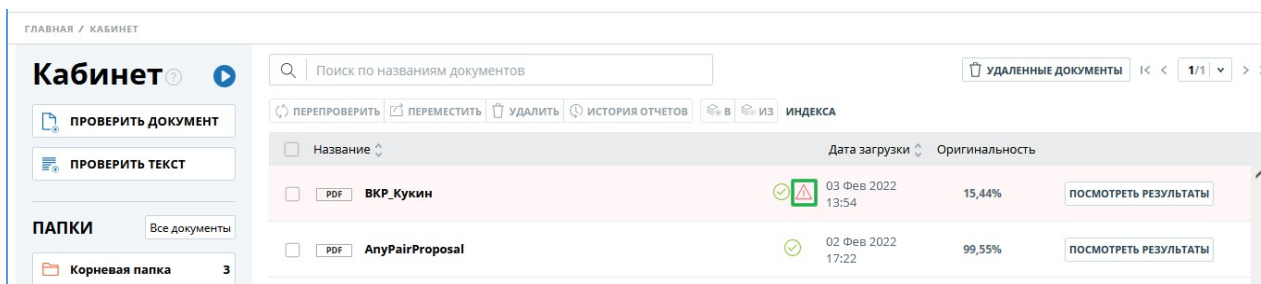 ГЛАВНАЯ / КАБИНЕТ
Кабинет ?
Поиск по названиям документов
УДАЛЕННЫЕ ДОКУМЕНТЫ |< < 1/1 >
ПЕРЕПРОВЕРИТЬ ПЕРЕМЕСТИТЬ УДАЛИТЬ ИСТОРИЯ ОТЧЕТОВ В ИЗ ИНДЕКСА
ПРОВЕРИТЬ ДОКУМЕНТ
ПРОВЕРИТЬ ТЕКСТ
ПАПКИ Все документы
Корневая папка 3
Название Дата загрузки Оригинальность
PDF ВКР_Кукин 03 Фев 2022 13:54 15,44% ПОСМОТРЕТЬ РЕЗУЛЬТАТЫ
PDF AnyPairProposal 02 Фев 2022 17:22 99,55% ПОСМОТРЕТЬ РЕЗУЛЬТАТЫ